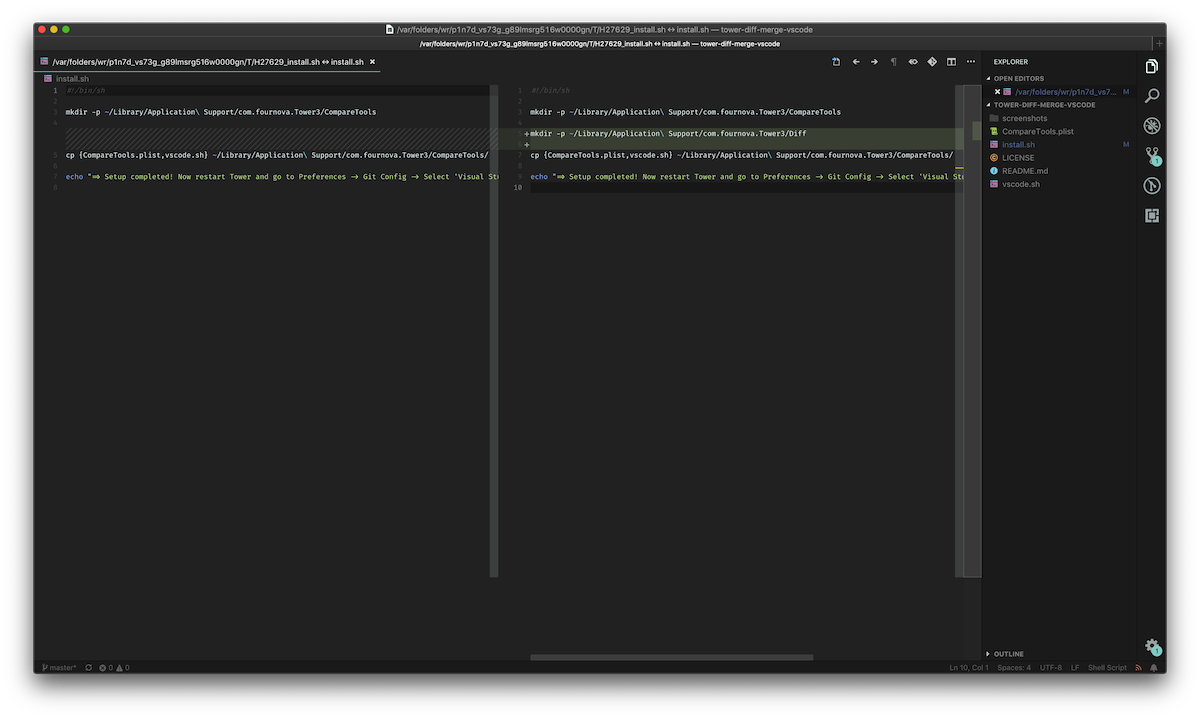 /var/folders/wr/p1n7d_vs73g_g89lmsrg516w0000gn/T/H27629_install.sh ↔ install.sh — tower-diff-merge-vscode
/var/folders/wr/p1n7d_vs73g_g89lmsrg516w0000gn/T/H27629_install.sh ↔ install.sh — tower-diff-merge-vscode
/var/folders/wr/p1n7d_vs73g_g89lmsrg516w0000gn/T/H27629_install.sh ↔ install.sh
install.sh
1 #!/bin/sh
2
3 mkdir -p ~/Library/Application\ Support/com.fournova.Tower3/CompareTools
4
5 cp {CompareTools.plist,vscode.sh} ~/Library/Application\ Support/com.fournova.Tower3/CompareTools/
6
7 echo "=> Setup completed! Now restart Tower and go to Preferences -> Git Config -> Select 'Visual Stu
8
1 #!/bin/sh
2
3 mkdir -p ~/Library/Application\ Support/com.fournova.Tower3/CompareTools
4
5 +mkdir -p ~/Library/Application\ Support/com.fournova.Tower3/Diff
6 +
7 cp {CompareTools.plist,vscode.sh} ~/Library/Application\ Support/com.fournova.Tower3/CompareTools/
8
9 echo "=> Setup completed! Now restart Tower and go to Preferences -> Git Config -> Select 'Visual Stu
10
EXPLORER
OPEN EDITORS
/var/folders/wr/p1n7d_vs7... M
TOWER-DIFF-MERGE-VSCODE
screenshots
CompareTools.plist
install.sh M
LICENSE
README.md
vscode.sh
1
OUTLINE
1
master* 0 0
Ln 10, Col 1 Spaces: 4 UTF-8 LF Shell Script